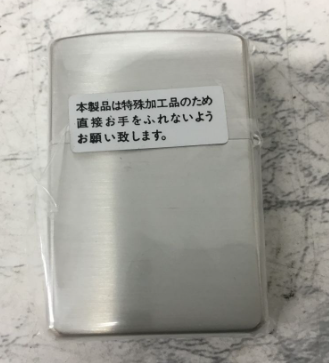 本製品は特殊加工品のため
直接お手をふれないよう
お願い致します。